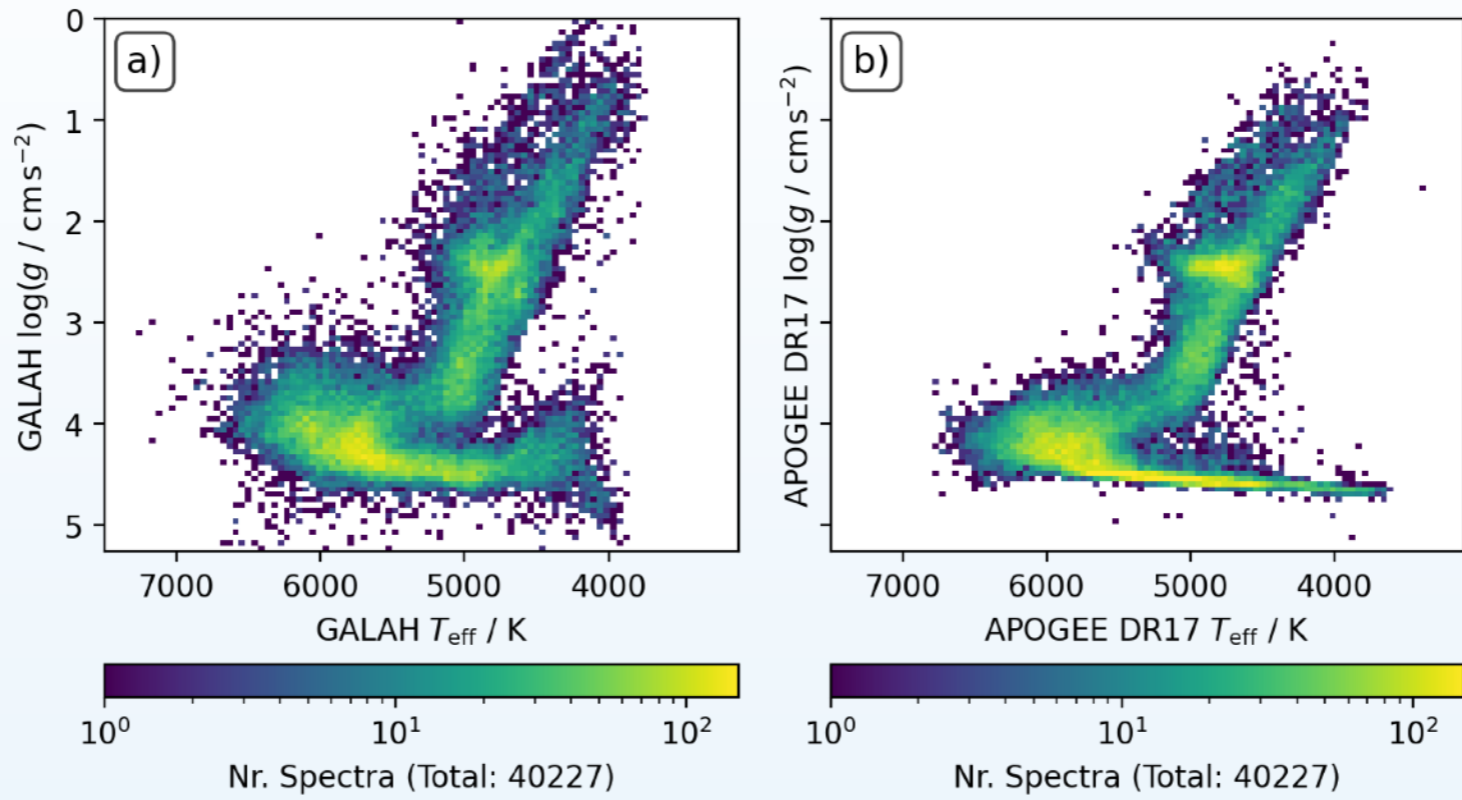 a)
GALAH log(g / cm s⁻²)
0
1
2
3
4
5
7000 6000 5000 4000
GALAH T_eff / K
10⁰ 10¹ 10²
Nr. Spectra (Total: 40227)
b)
APOGEE DR17 log(g / cm s⁻²)
7000 6000 5000 4000
APOGEE DR17 T_eff / K
10⁰ 10¹ 10²
Nr. Spectra (Total: 40227)